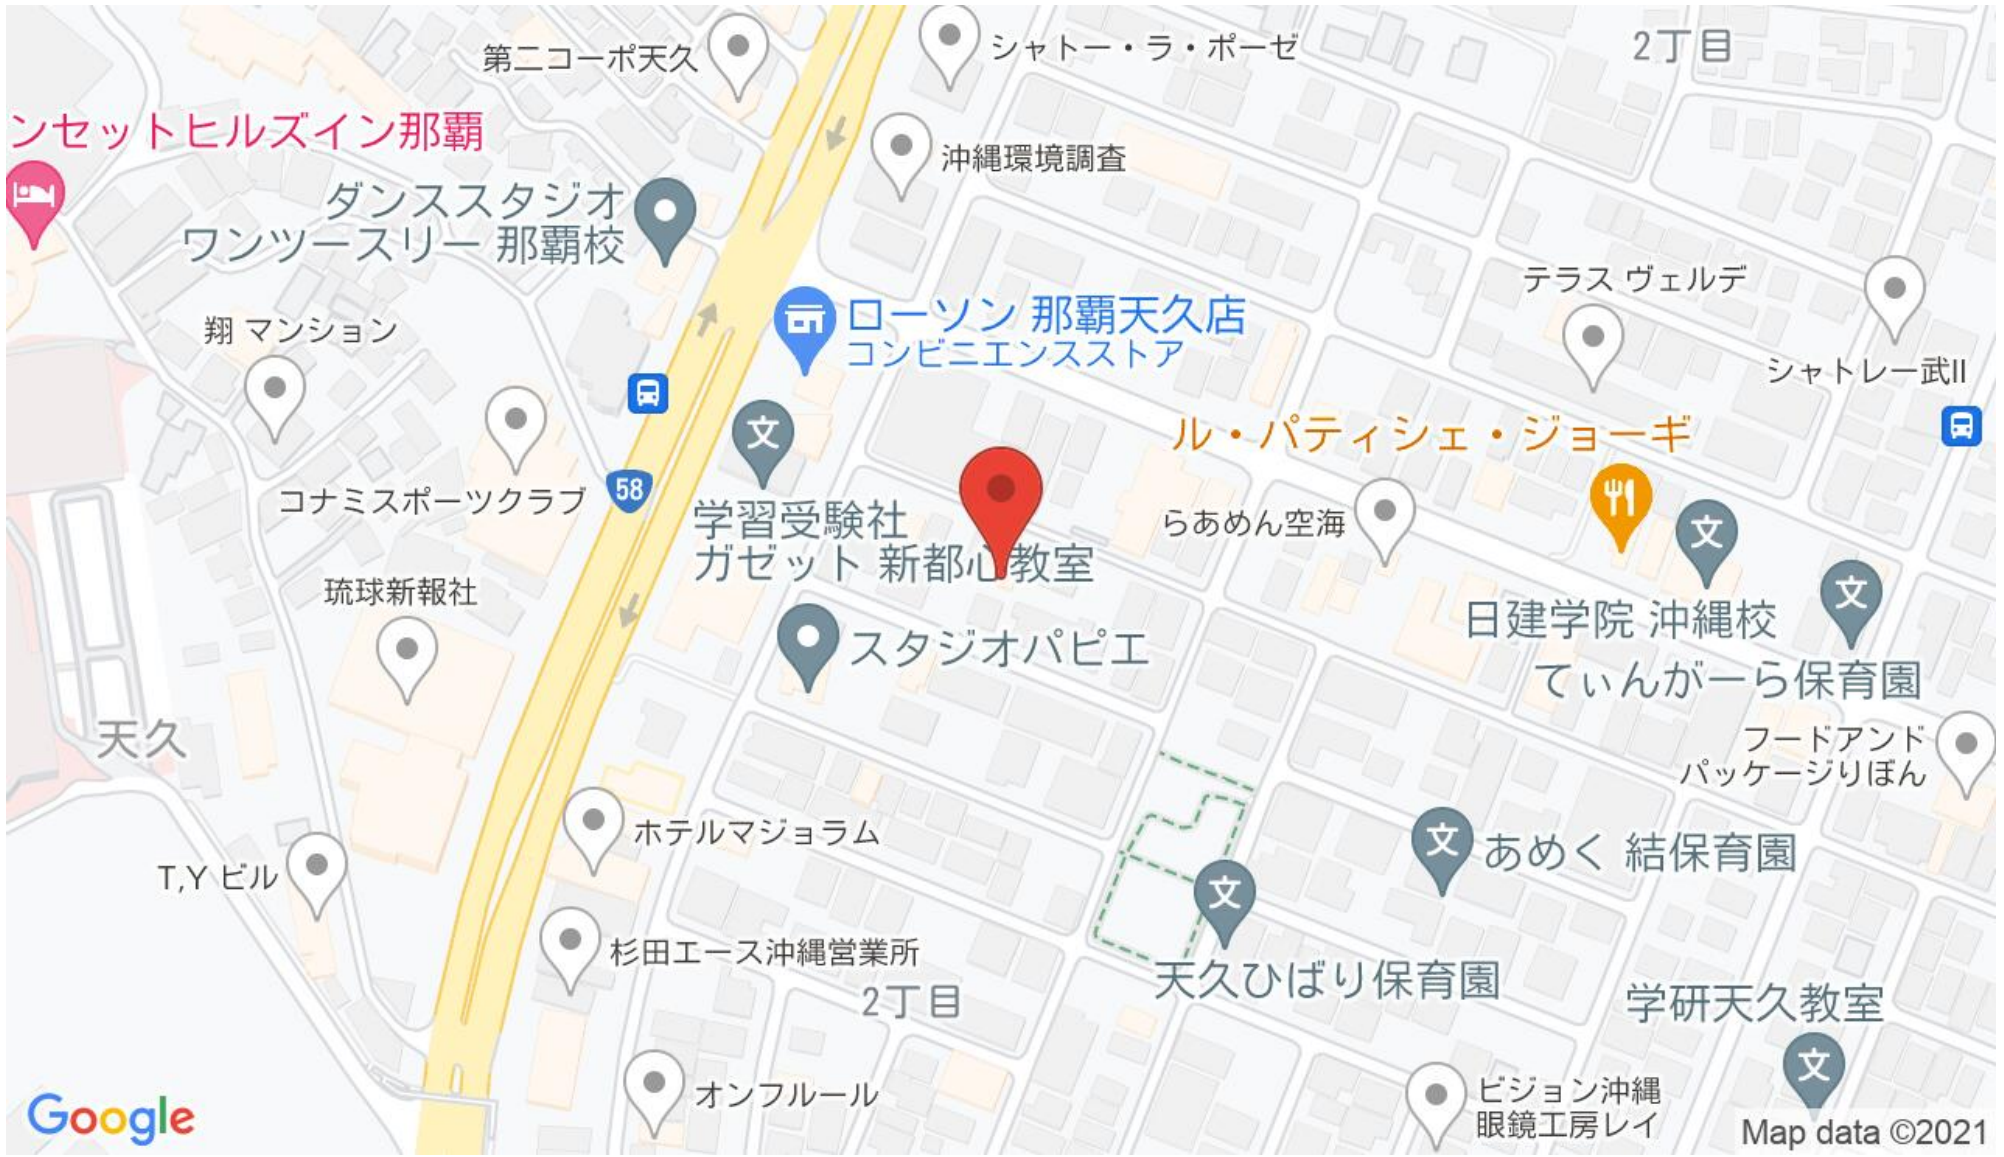 第二コーポ天久
シャトー・ラ・ポーゼ
2丁目
ンセットヒルズイン那覇
沖縄環境調査
ダンススタジオ
ワンツースリー 那覇校
テラス ヴェルデ
ローソン 那覇天久店
コンビニエンスストア
翔 マンション
シャトレー武II
ル・パティシェ・ジョーギ
コナミスポーツクラブ
58
文
学習受験社
ガゼット 新都心教室
らあめん空海
文
文
琉球新報社
日建学院 沖縄校
スタジオパピエ
てぃんがーら保育園
天久
フードアンド
パッケージりぼん
ホテルマジョラム
文
あめく 結保育園
T,Y ビル
文
杉田エース沖縄営業所
天久ひばり保育園
2丁目
学研天久教室
文
オンフルール
ビジョン沖縄
眼鏡工房レイ
Google
Map data ©2021